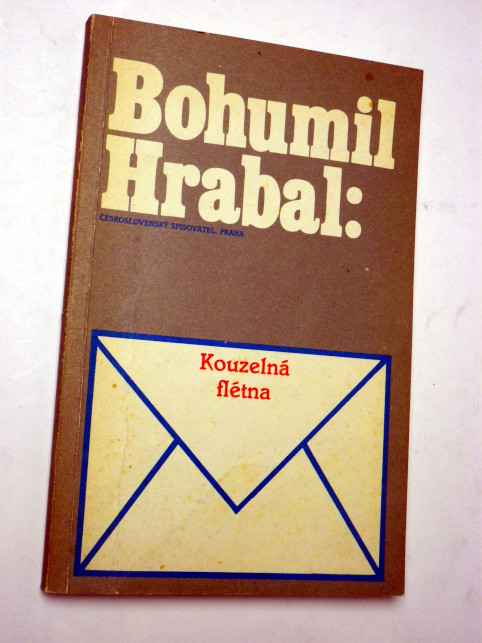 Bohumil
Hrabal:
ČESKOSLOVENSKÝ SPISOVATEL, PRAHA
Kouzelná
flétna